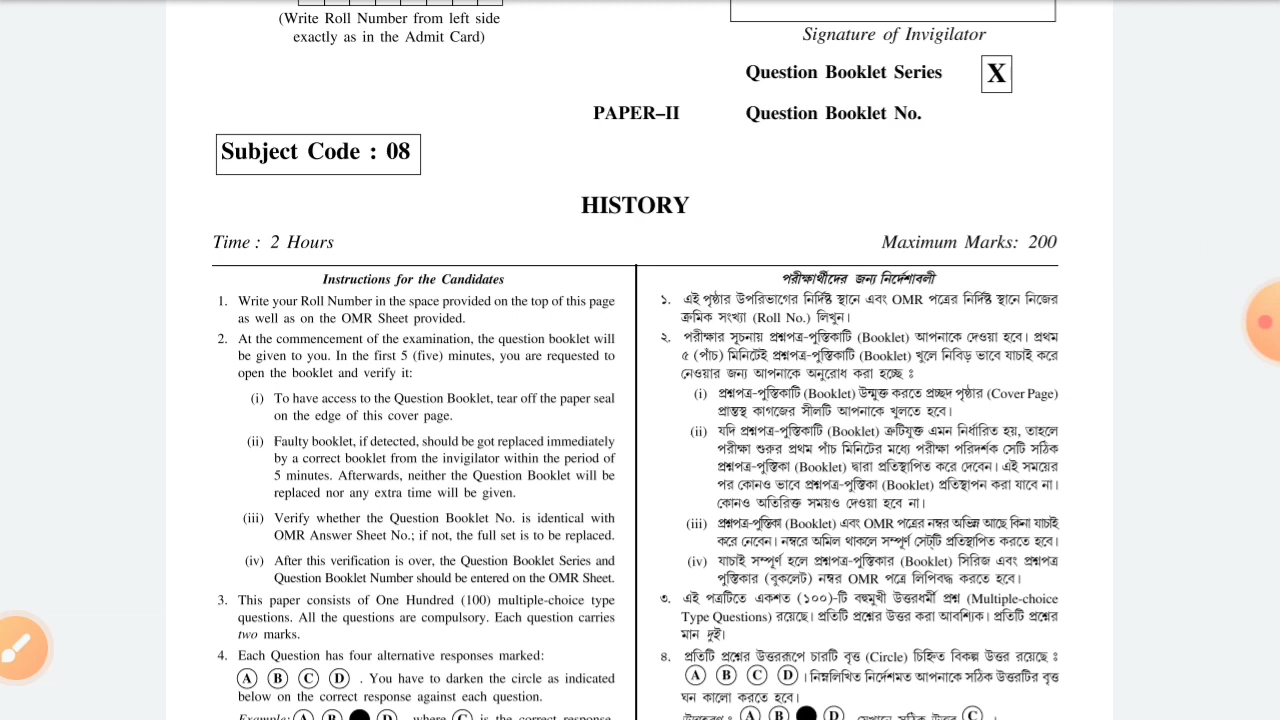 (Write Roll Number from left side
exactly as in the Admit Card)
Signature of Invigilator
Question Booklet Series X
PAPER–II Question Booklet No.
Subject Code : 08
HISTORY
Time : 2 Hours Maximum Marks: 200
Instructions for the Candidates
1. Write your Roll Number in the space provided on the top of this page
as well as on the OMR Sheet provided.
2. At the commencement of the examination, the question booklet will
be given to you. In the first 5 (five) minutes, you are requested to
open the booklet and verify it:
(i) To have access to the Question Booklet, tear off the paper seal
on the edge of this cover page.
(ii) Faulty booklet, if detected, should be got replaced immediately
by a correct booklet from the invigilator within the period of
5 minutes. Afterwards, neither the Question Booklet will be
replaced nor any extra time will be given.
(iii) Verify whether the Question Booklet No. is identical with
OMR Answer Sheet No.; if not, the full set is to be replaced.
(iv) After this verification is over, the Question Booklet Series and
Question Booklet Number should be entered on the OMR Sheet.
3. This paper consists of One Hundred (100) multiple-choice type
questions. All the questions are compulsory. Each question carries
two marks.
4. Each Question has four alternative responses marked:
A B C D . You have to darken the circle as indicated
below on the correct response against each question.
Example: A B D , where C is the correct response.
পরীক্ষার্থীদের জন্য নির্দেশাবলী
১. এই পৃষ্ঠার উপরিভাগের নির্দিষ্ট স্থানে এবং OMR পত্রের নির্দিষ্ট স্থানে নিজের
ক্রমিক সংখ্যা (Roll No.) লিখুন।
২. পরীক্ষার সূচনায় প্রশ্নপত্র-পুস্তিকাটি (Booklet) আপনাকে দেওয়া হবে। প্রথম
৫ (পাঁচ) মিনিটেই প্রশ্নপত্র-পুস্তিকাটি (Booklet) খুলে নিবিড় ভাবে যাচাই করে
নেওয়ার জন্য আপনাকে অনুরোধ করা হচ্ছে ঃ
(i) প্রশ্নপত্র-পুস্তিকাটি (Booklet) উন্মুক্ত করতে প্রচ্ছদ পৃষ্ঠার (Cover Page)
প্রান্তস্থ কাগজের সীলটি আপনাকে খুলতে হবে।
(ii) যদি প্রশ্নপত্র-পুস্তিকাটি (Booklet) ত্রুটিযুক্ত এমন নির্ধারিত হয়, তাহলে
পরীক্ষা শুরুর প্রথম পাঁচ মিনিটের মধ্যে পরীক্ষা পরিদর্শক সেটি সঠিক
প্রশ্নপত্র-পুস্তিকা (Booklet) দ্বারা প্রতিস্থাপিত করে দেবেন। এই সময়ের
পর কোনও ভাবে প্রশ্নপত্র-পুস্তিকা (Booklet) প্রতিস্থাপন করা যাবে না।
কোনও অতিরিক্ত সময়ও দেওয়া হবে না।
(iii) প্রশ্নপত্র-পুস্তিকা (Booklet) এবং OMR পত্রের নম্বর অভিন্ন আছে কিনা যাচাই
করে নেবেন। নম্বরে অমিল থাকলে সম্পূর্ণ সেট্‌টি প্রতিস্থাপিত করতে হবে।
(iv) যাচাই সম্পূর্ণ হলে প্রশ্নপত্র-পুস্তিকার (Booklet) সিরিজ এবং প্রশ্নপত্র
পুস্তিকার (বুকলেট) নম্বর OMR পত্রে লিপিবদ্ধ করতে হবে।
৩. এই পত্রটিতে একশত (১০০)-টি বহুমুখী উত্তরধর্মী প্রশ্ন (Multiple-choice
Type Questions) রয়েছে। প্রতিটি প্রশ্নের উত্তর করা আবশ্যিক। প্রতিটি প্রশ্নের
মান দুই।
৪. প্রতিটি প্রশ্নের উত্তররূপে চারটি বৃত্ত (Circle) চিহ্নিত বিকল্প উত্তর রয়েছে ঃ
A B C D । নিম্নলিখিত নির্দেশমত আপনাকে সঠিক উত্তরটির বৃত্ত
ঘন কালো করতে হবে।
A B D C